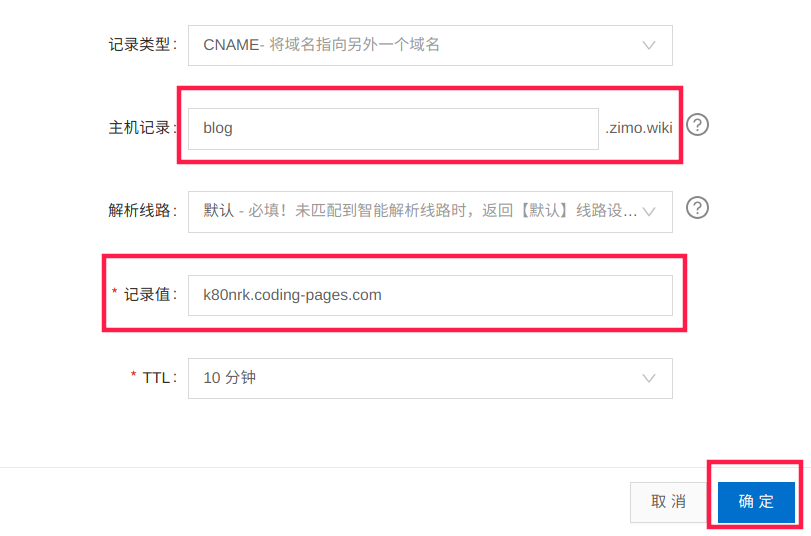 记录类型： CNAME- 将域名指向另外一个域名
主机记录： blog .zimo.wiki ?
解析线路： 默认 - 必填！未匹配到智能解析线路时，返回【默认】线路设... ?
* 记录值： k80nrk.coding-pages.com
* TTL： 10 分钟
取 消 确 定